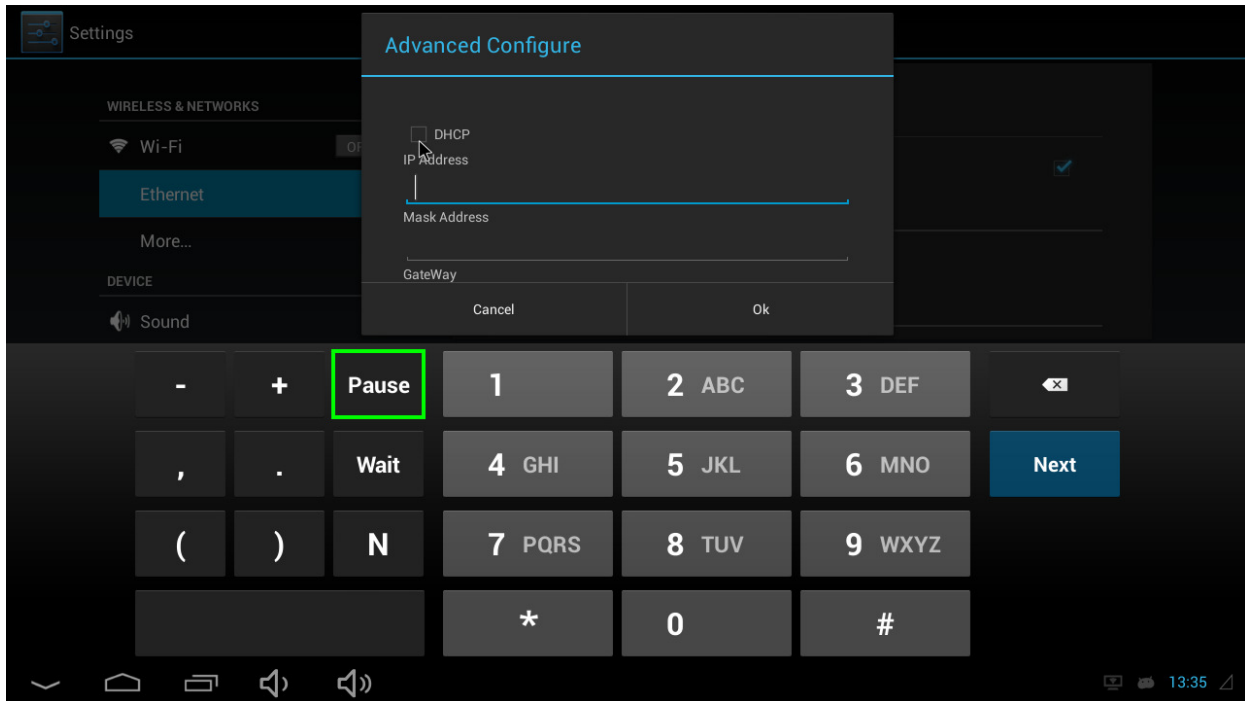 Settings
Advanced Configure
WIRELESS & NETWORKS
Wi-Fi
DHCP
IP Address
Ethernet
Mask Address
More...
DEVICE
GateWay
Sound
Cancel
Ok
- + Pause 1 2 ABC 3 DEF
, . Wait 4 GHI 5 JKL 6 MNO Next
( ) N 7 PQRS 8 TUV 9 WXYZ
* 0 #
13:35